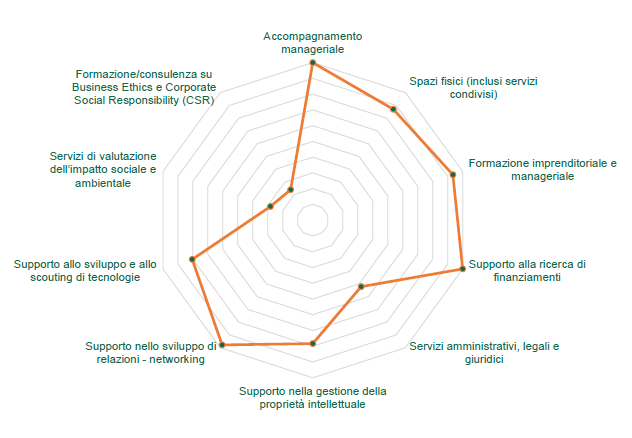 Accompagnamento
manageriale
Spazi fisici (inclusi servizi
condivisi)
Formazione imprenditoriale e
manageriale
Supporto alla ricerca di
finanziamenti
Servizi amministrativi, legali e
giuridici
Supporto nella gestione della
proprietà intellettuale
Supporto nello sviluppo di
relazioni - networking
Supporto allo sviluppo e allo
scouting di tecnologie
Servizi di valutazione
dell'impatto sociale e
ambientale
Formazione/consulenza su
Business Ethics e Corporate
Social Responsibility (CSR)